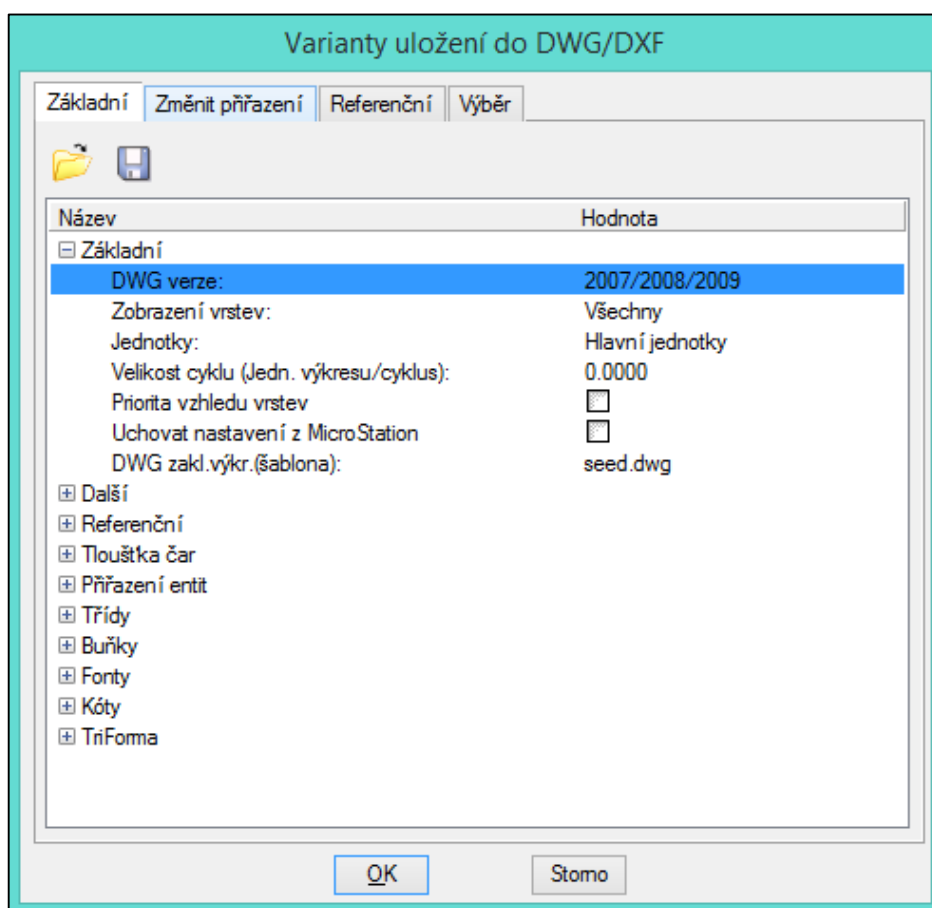 Varianty uložení do DWG/DXF
Základní Změnit přiřazení Referenční Výběr
Název Hodnota
Základní
DWG verze: 2007/2008/2009
Zobrazení vrstev: Všechny
Jednotky: Hlavní jednotky
Velikost cyklu (Jedn. výkresu/cyklus): 0.0000
Priorita vzhledu vrstev
Uchovat nastavení z MicroStation
DWG zakl.výkr.(šablona): seed.dwg
Další
Referenční
Tloušťka čar
Přiřazení entit
Třídy
Buňky
Fonty
Kóty
TriForma
OK Storno